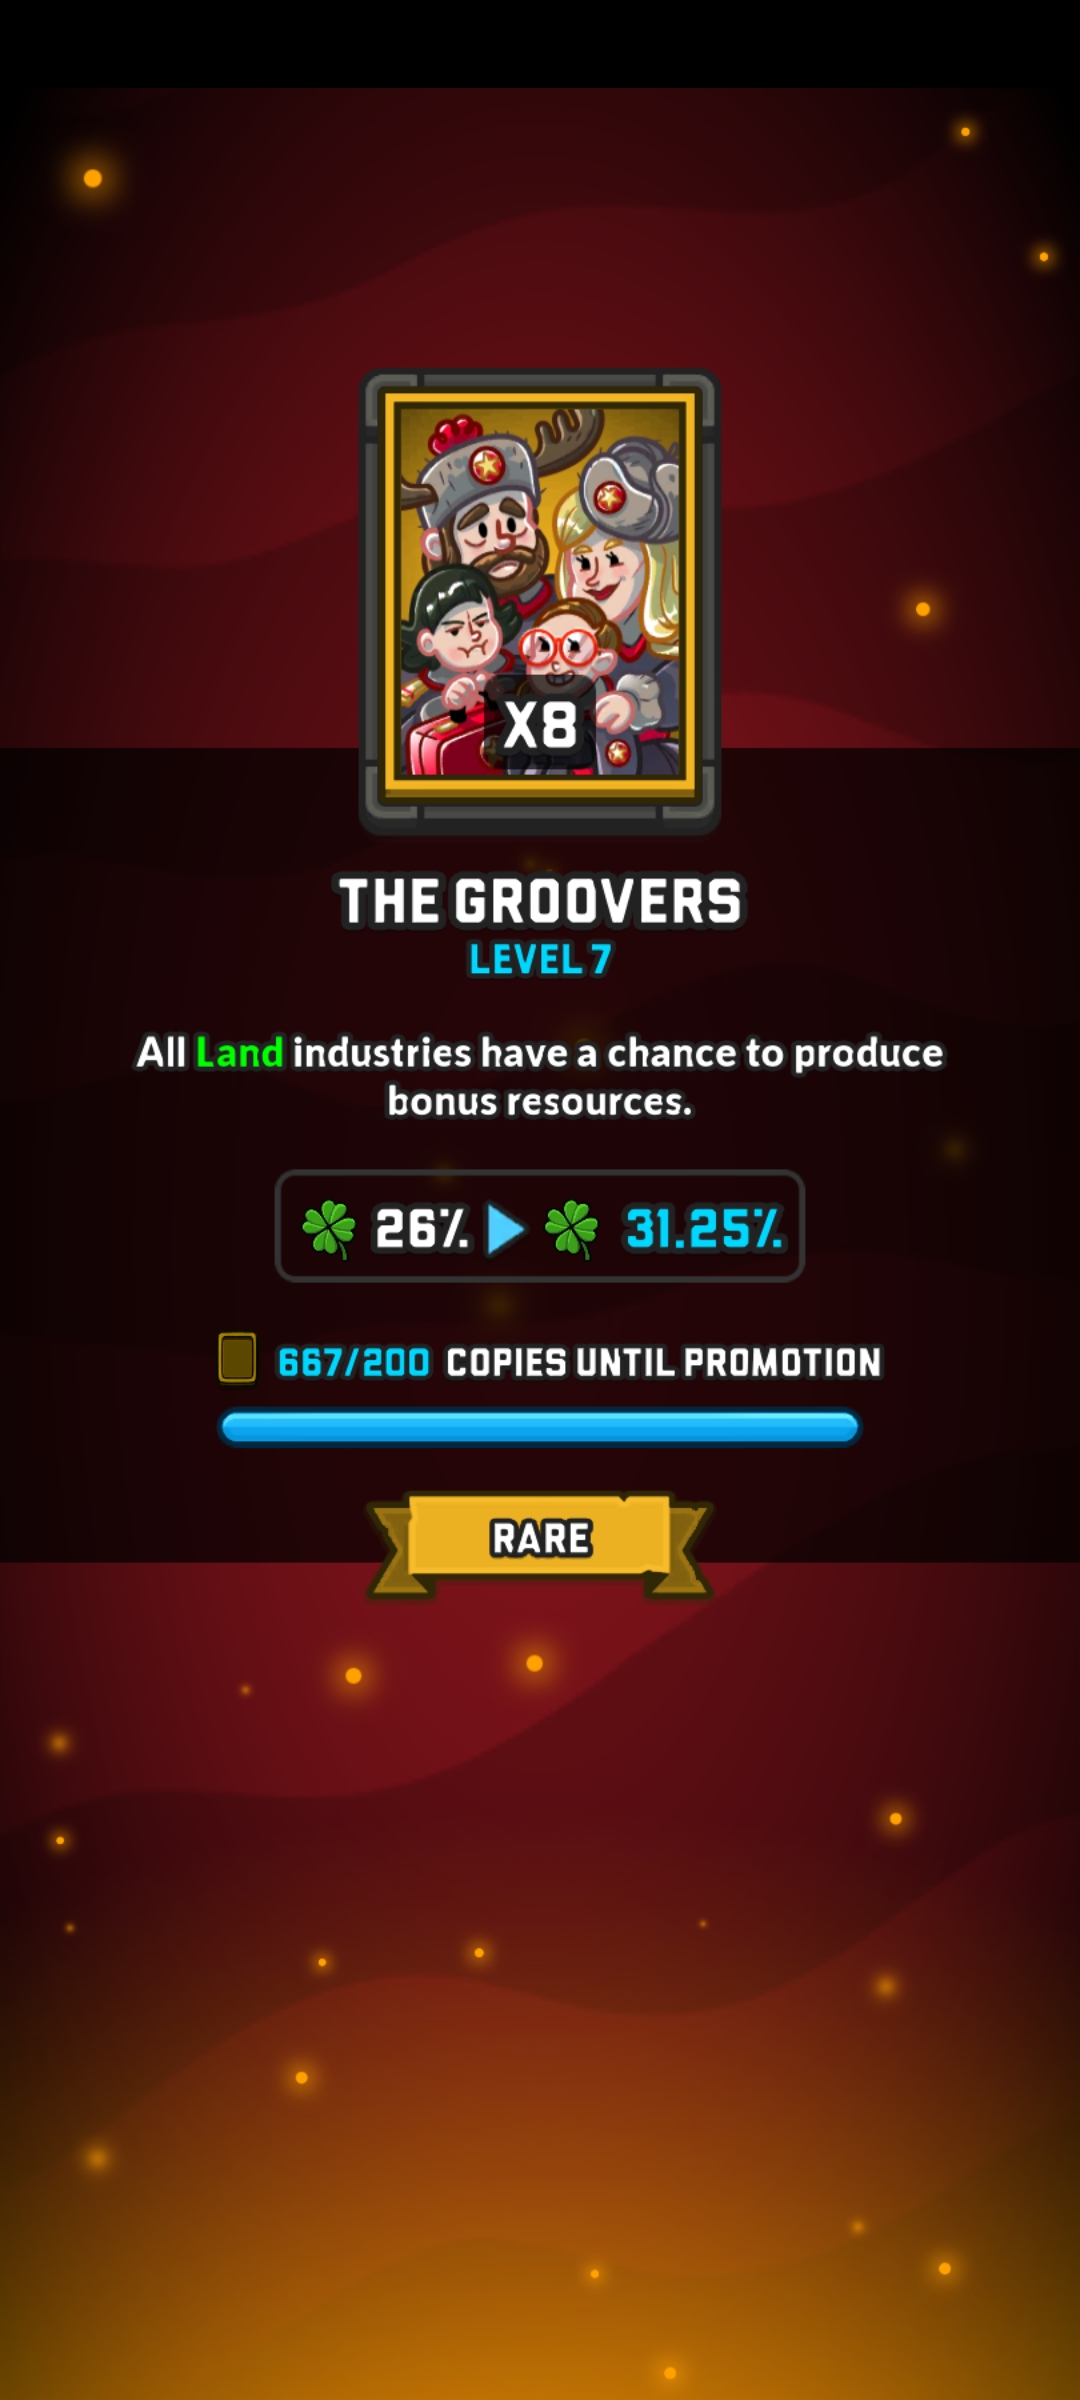 X8
THE GROOVERS
LEVEL 7
All Land industries have a chance to produce
bonus resources.
26% 31.25%
667/200 COPIES UNTIL PROMOTION
RARE